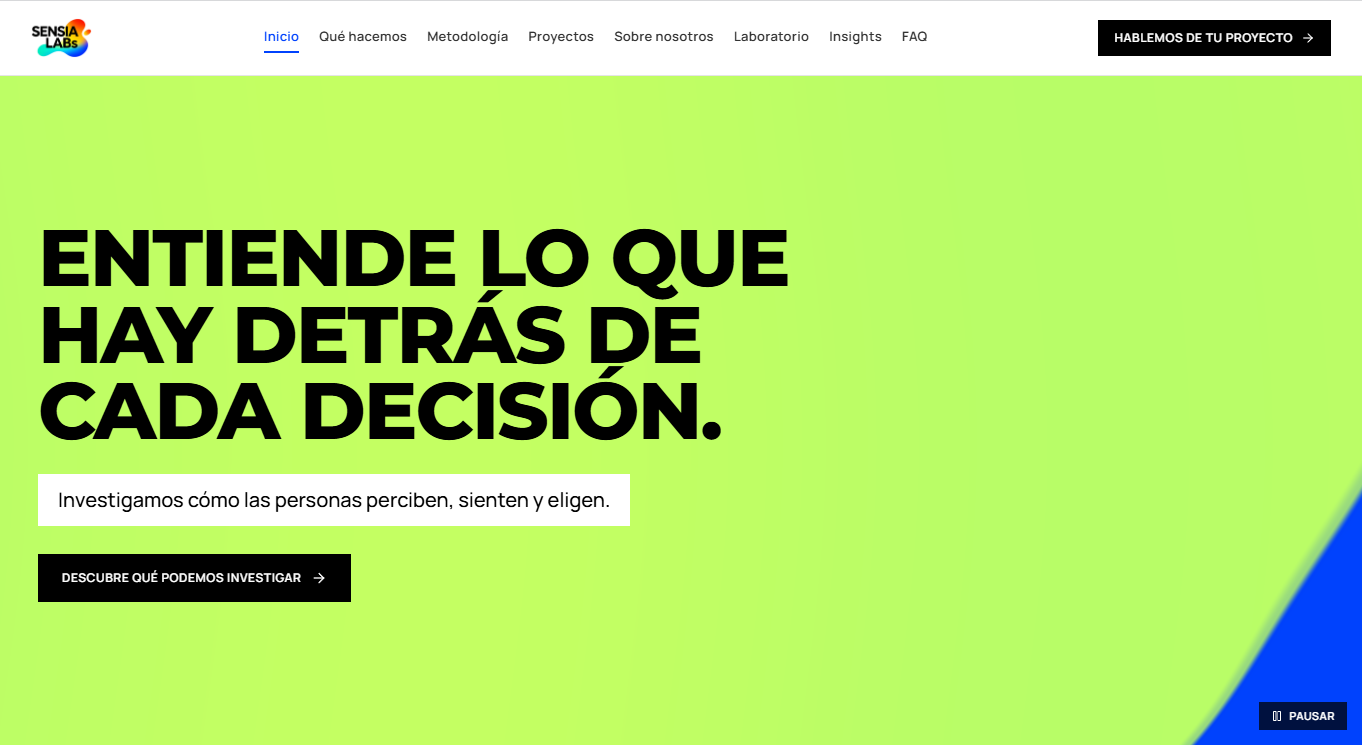 SENSIA
LABs
Inicio
Qué hacemos
Metodología
Proyectos
Sobre nosotros
Laboratorio
Insights
FAQ
HABLEMOS DE TU PROYECTO
ENTIENDE LO QUE
HAY DETRÁS DE
CADA DECISIÓN.
Investigamos cómo las personas perciben, sienten y eligen.
DESCUBRE QUÉ PODEMOS INVESTIGAR
PAUSAR